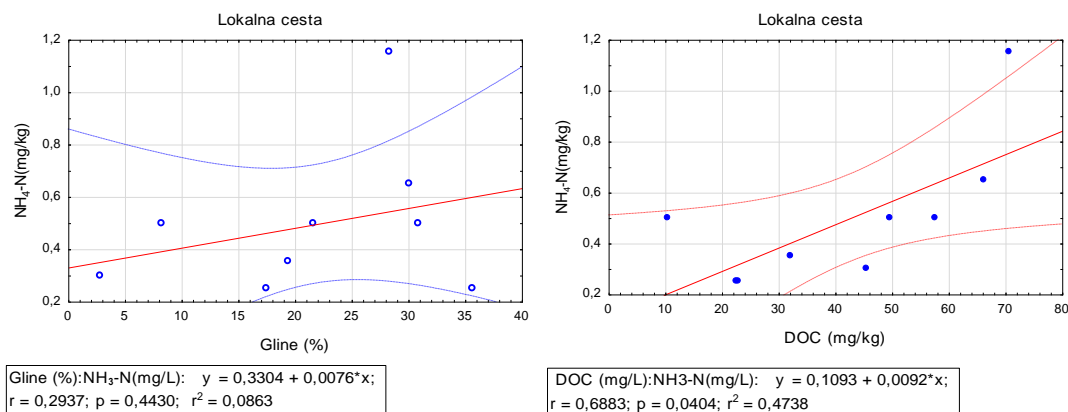 Lokalna cesta
NH₄-N(mg/kg)
1,2
1,0
0,8
0,6
0,4
0,2
0 5 10 15 20 25 30 35 40
Gline (%)
Gline (%):NH₃-N(mg/L): y = 0,3304 + 0,0076*x;
r = 0,2937; p = 0,4430; r² = 0,0863
Lokalna cesta
NH₄-N(mg/kg)
1,2
1,0
0,8
0,6
0,4
0,2
0 10 20 30 40 50 60 70 80
DOC (mg/kg)
DOC (mg/L):NH3-N(mg/L): y = 0,1093 + 0,0092*x;
r = 0,6883; p = 0,0404; r² = 0,4738